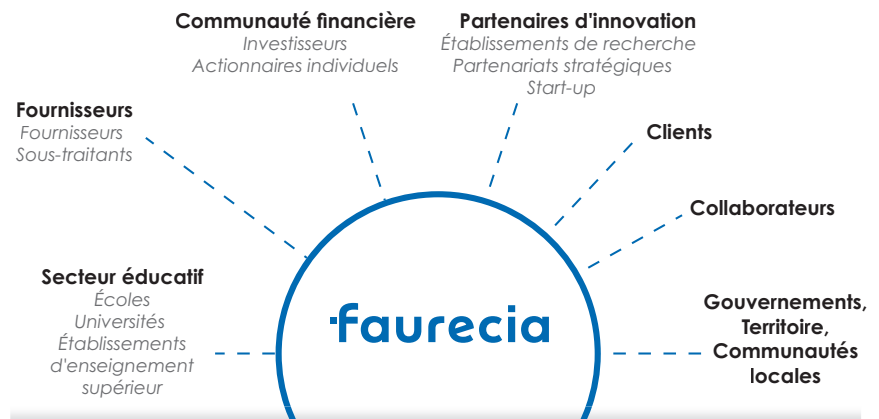 Communauté financière
Investisseurs
Actionnaires individuels
Partenaires d'innovation
Établissements de recherche
Partenariats stratégiques
Start-up
Fournisseurs
Fournisseurs
Sous-traitants
Clients
Collaborateurs
Secteur éducatif
Écoles
Universités
Établissements
d'enseignement
supérieur
faurecia
Gouvernements,
Territoire,
Communautés
locales